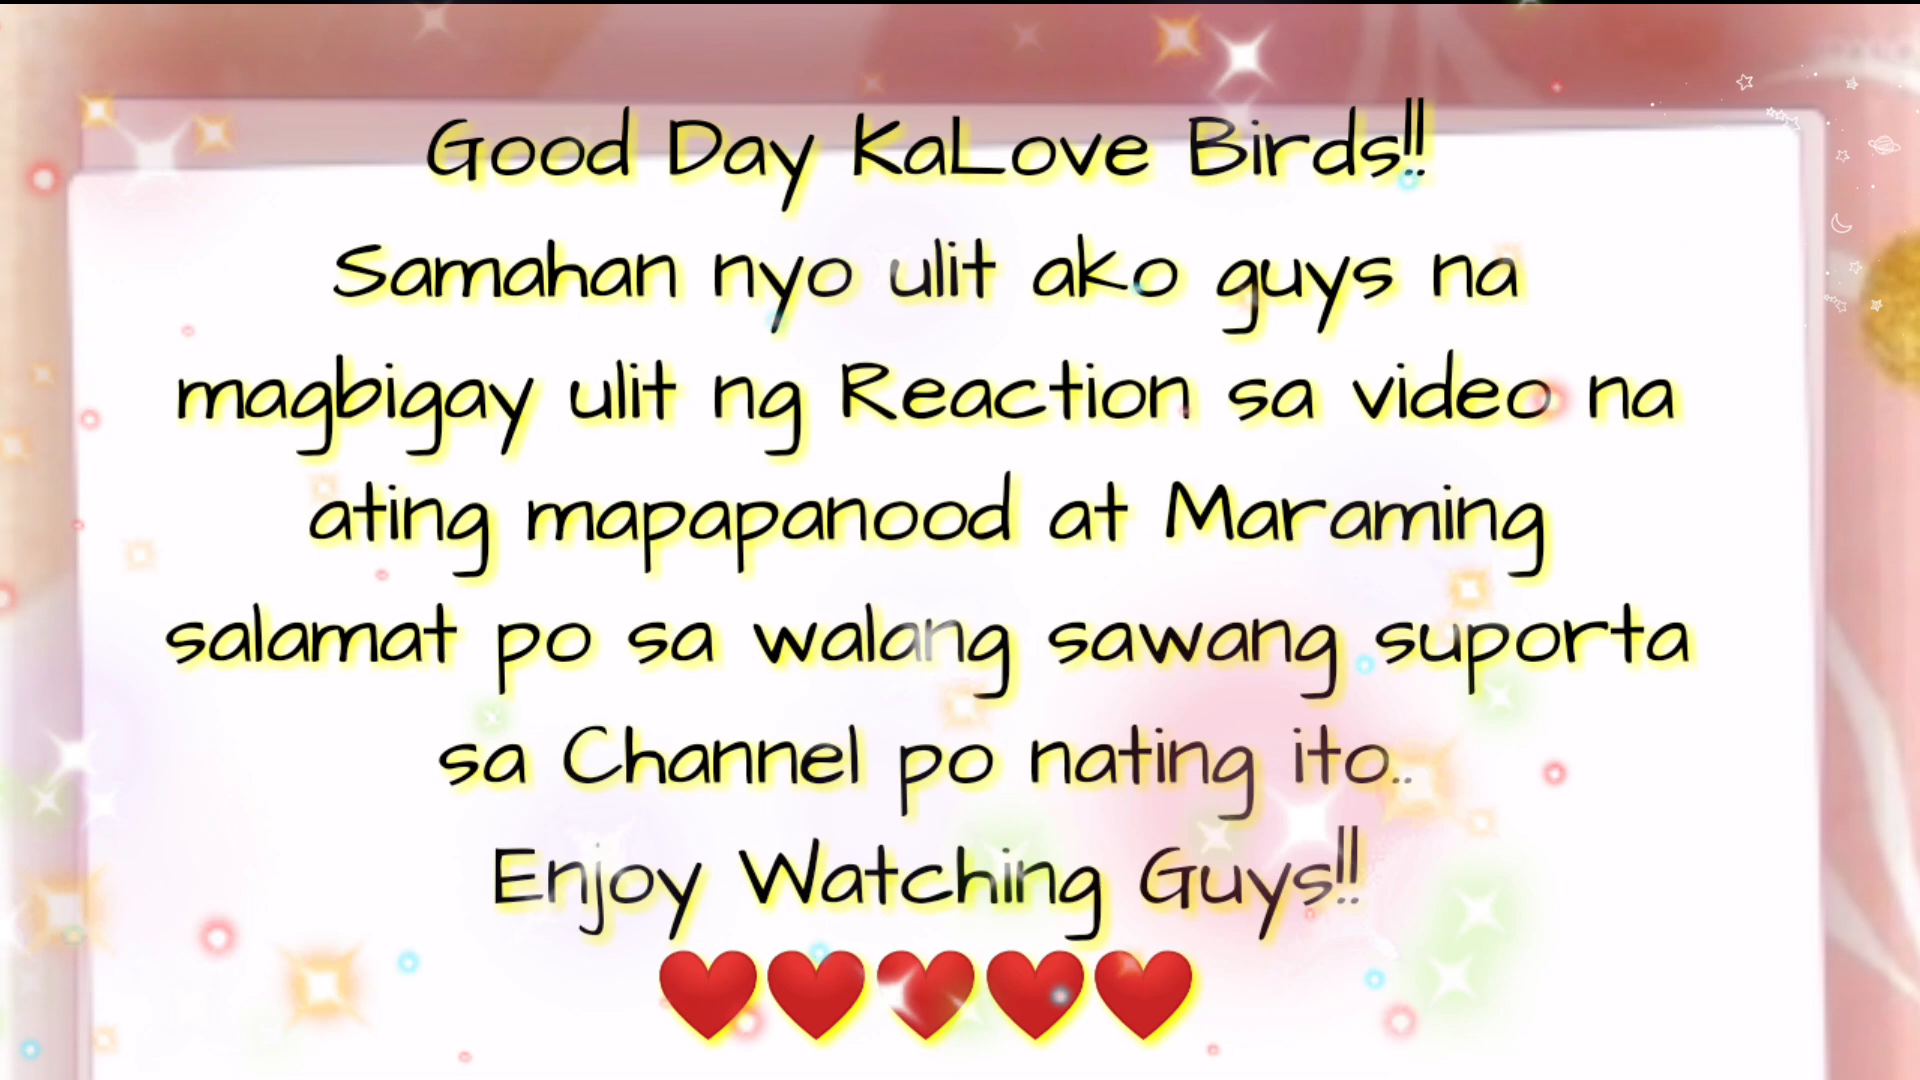 Good Day KaLove Birds!!
Samahan nyo ulit ako guys na
magbigay ulit ng Reaction sa video na
ating mapapanood at Maraming
salamat po sa walang sawang suporta
sa Channel po nating ito..
Enjoy Watching Guys!!
❤️❤️❤️❤️❤️